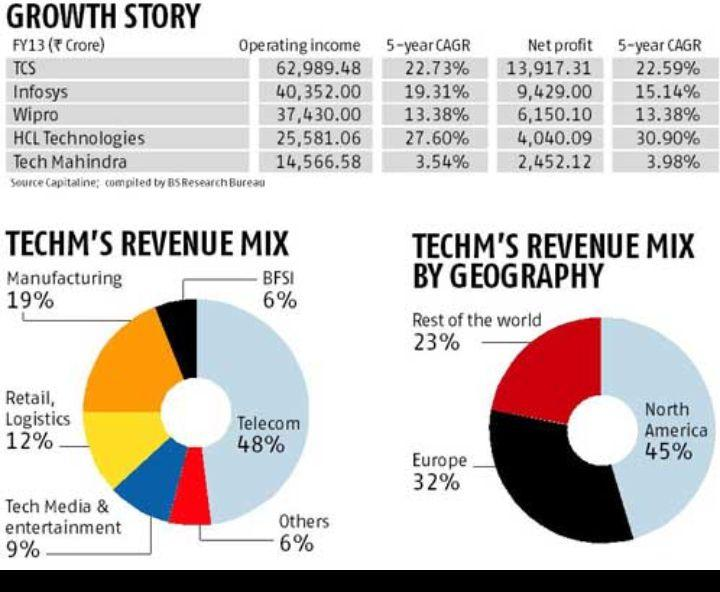 GROWTH STORY
FY13 (₹ Crore) Operating income 5-year CAGR Net profit 5-year CAGR
TCS 62,989.48 22.73% 13,917.31 22.59%
Infosys 40,352.00 19.31% 9,429.00 15.14%
Wipro 37,430.00 13.38% 6,150.10 13.38%
HCL Technologies 25,581.06 27.60% 4,040.09 30.90%
Tech Mahindra 14,566.58 3.54% 2,452.12 3.98%
Source Capitaline; compiled by BS Research Bureau
TECHM'S REVENUE MIX
Manufacturing
19%
BFSI
6%
Retail,
Logistics
12%
Telecom
48%
Tech Media &
entertainment
9%
Others
6%
TECHM'S REVENUE MIX
BY GEOGRAPHY
Rest of the world
23%
North
America
45%
Europe
32%